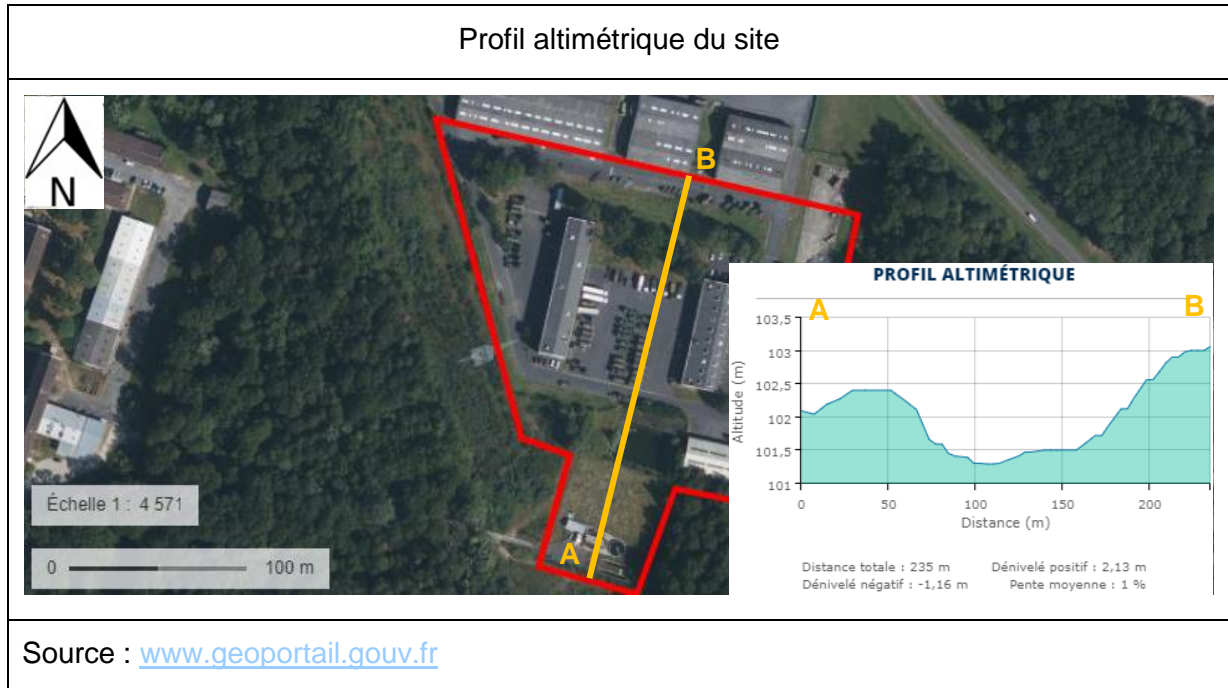 Profil altimétrique du site
N
B
A
Échelle 1 : 4 571
0 100 m
PROFIL ALTIMÉTRIQUE
A B
103,5
103
102,5
102
101,5
101
Altitude (m)
0 50 100 150 200
Distance (m)
Distance totale : 235 m Dénivelé positif : 2,13 m
Dénivelé négatif : -1,16 m Pente moyenne : 1 %
Source : www.geoportail.gouv.fr